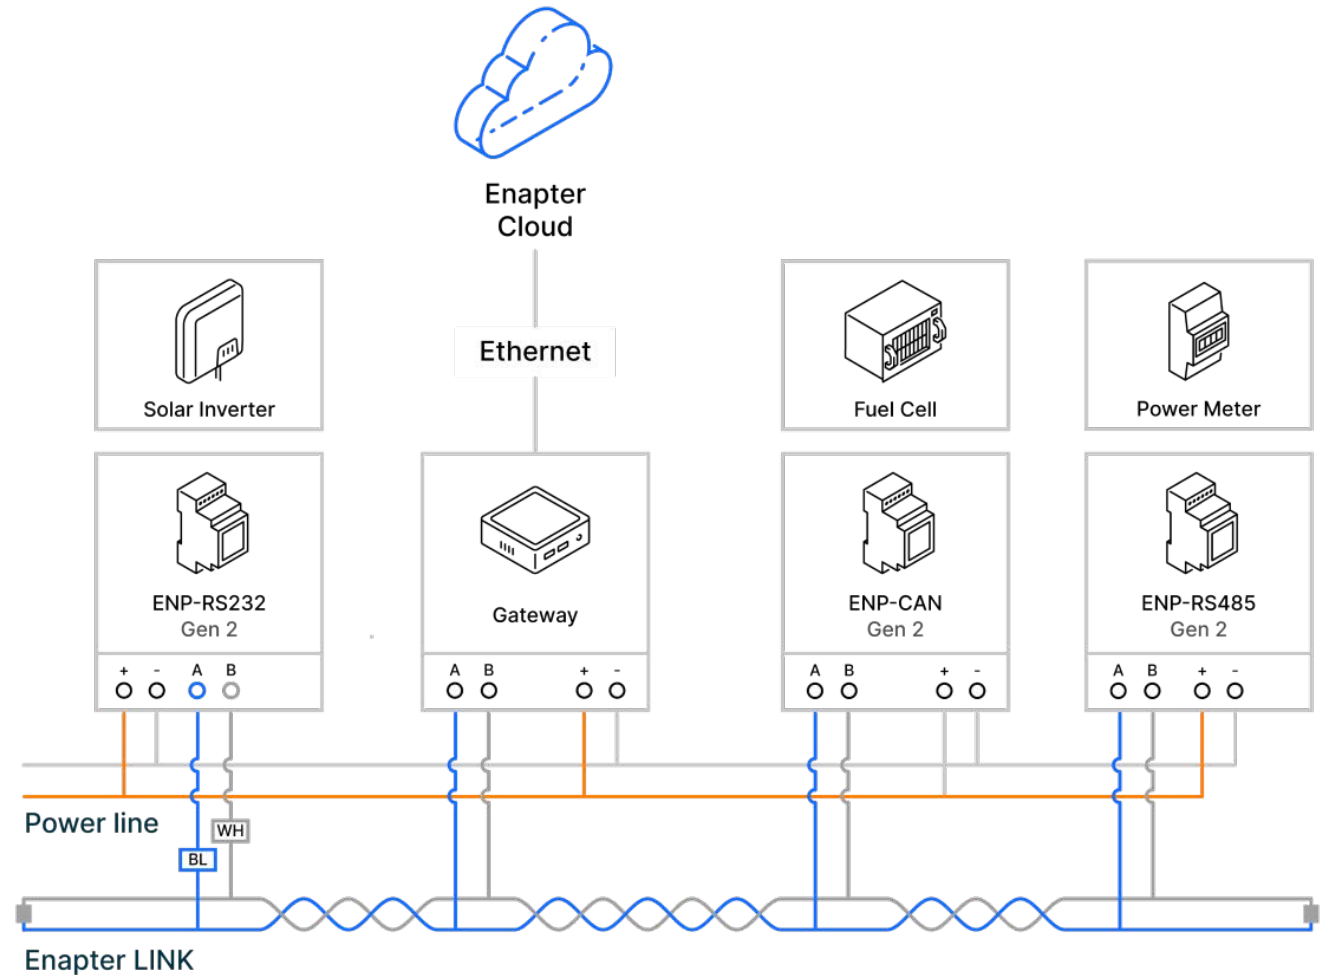 Enapter
Cloud
Ethernet
Solar Inverter
Fuel Cell
Power Meter
ENP-RS232
Gen 2
Gateway
ENP-CAN
Gen 2
ENP-RS485
Gen 2
+ - A B
A B + -
A B + -
A B + -
Power line
WH
BL
Enapter LINK